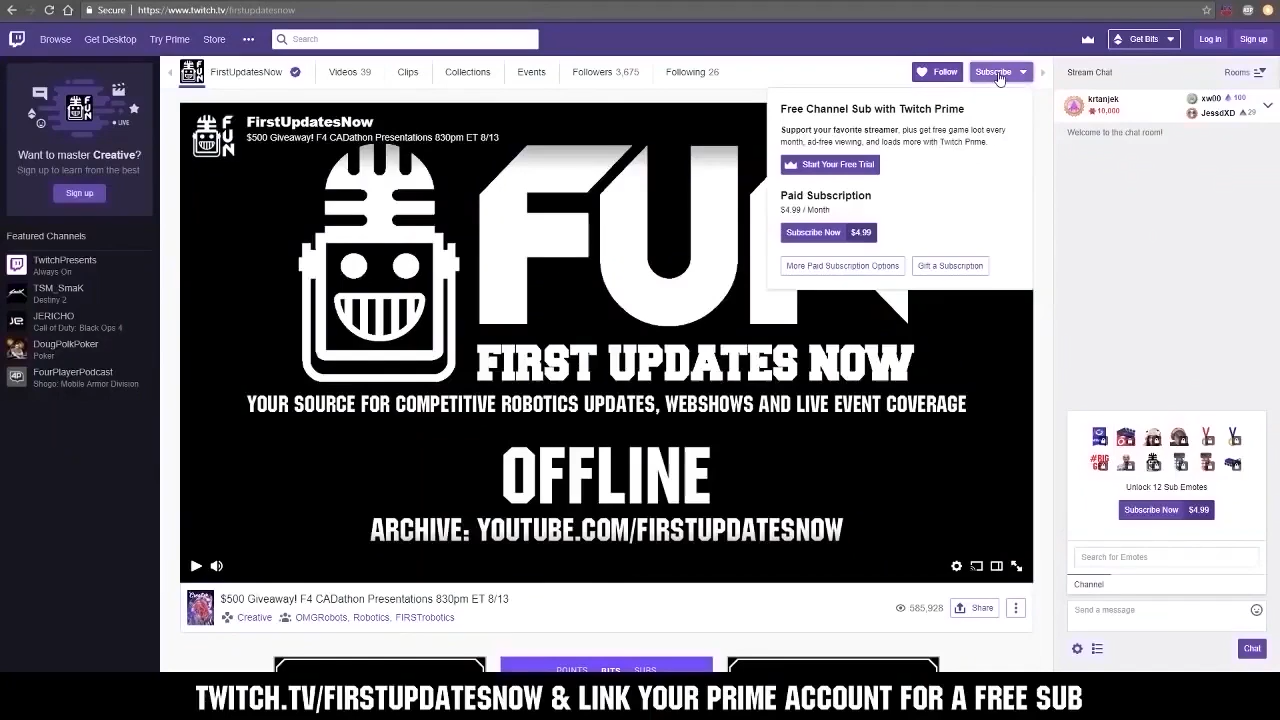 Secure
https://www.twitch.tv/firstupdatesnow
Browse
Get Desktop
Try Prime
Store
Search
Get Bits
Log in
Sign up
FUN
LIVE
Want to master Creative?
Sign up to learn from the best
Sign up
Featured Channels
TwitchPresents
Always On
TSM_SmaK
Destiny 2
JERICHO
Call of Duty: Black Ops 4
DougPolkPoker
Poker
FourPlayerPodcast
Shogo: Mobile Armor Division
FirstUpdatesNow
Videos 39
Clips
Collections
Events
Followers 3,675
Following 26
Follow
Subscribe
FUN
FirstUpdatesNow
$500 Giveaway! F4 CADathon Presentations 830pm ET 8/13
Free Channel Sub with Twitch Prime
Support your favorite streamer, plus get free game loot every
month, ad-free viewing, and loads more with Twitch Prime.
Start Your Free Trial
Paid Subscription
$4.99 / Month
Subscribe Now $4.99
More Paid Subscription Options
Gift a Subscription
FUN
FIRST UPDATES NOW
YOUR SOURCE FOR COMPETITIVE ROBOTICS UPDATES, WEBSHOWS AND LIVE EVENT COVERAGE
OFFLINE
ARCHIVE: YOUTUBE.COM/FIRSTUPDATESNOW
$500 Giveaway! F4 CADathon Presentations 830pm ET 8/13
Creative
OMGRobots, Robotics, FIRSTrobotics
585,928
Share
POINTS
BITS
SUBS
Stream Chat
Rooms
krtanjek
10,000
xw00 100
JessdXD 29
Welcome to the chat room!
Unlock 12 Sub Emotes
Subscribe Now $4.99
Search for Emotes
Channel
Send a message
Chat
TWITCH.TV/FIRSTUPDATESNOW & LINK YOUR PRIME ACCOUNT FOR A FREE SUB